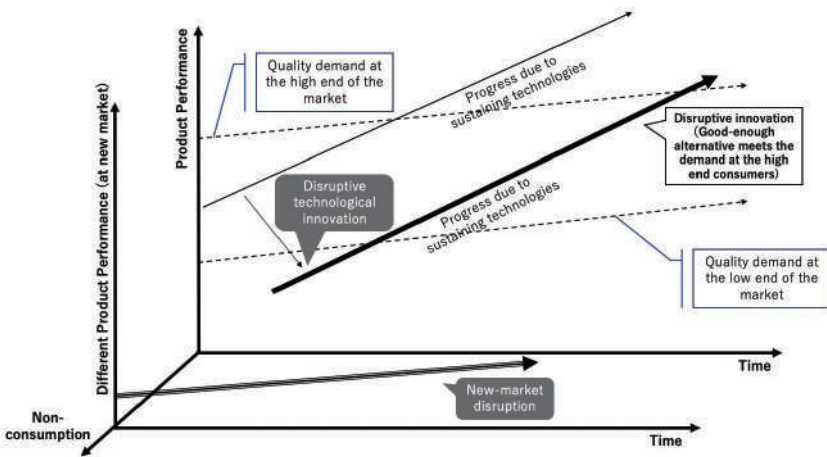 Different Product Performance (at new market)
Product Performance
Quality demand at
the high end of the
market
Progress due to
sustaining technologies
Disruptive innovation
(Good-enough
alternative meets the
demand at the high
end consumers)
Disruptive
technological
innovation
Progress due to
sustaining technologies
Quality demand at
the low end of the
market
Time
New-market
disruption
Non-
consumption
Time